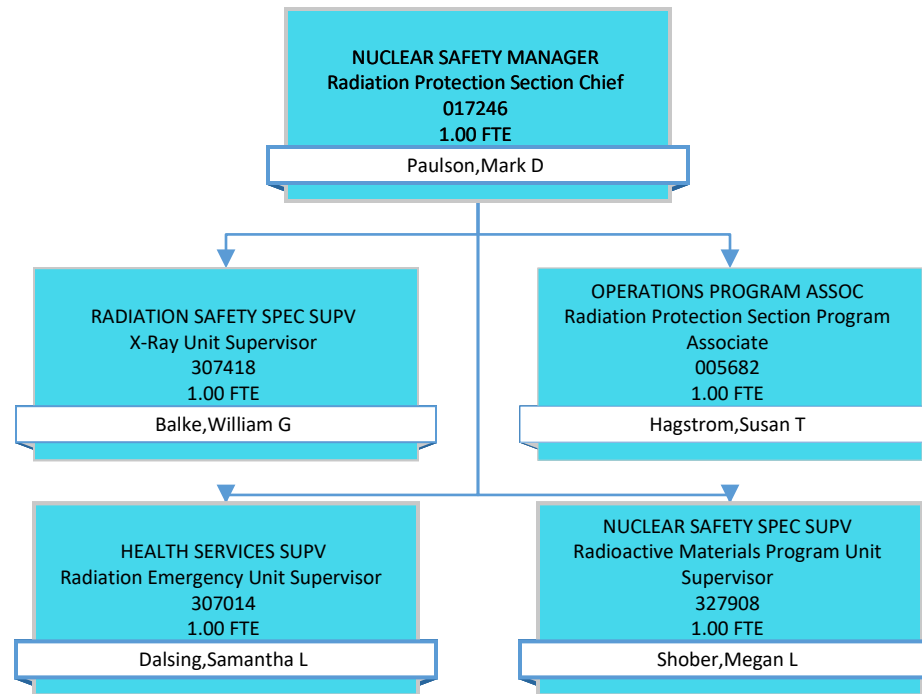 NUCLEAR SAFETY MANAGER
Radiation Protection Section Chief
017246
1.00 FTE
Paulson,Mark D
RADIATION SAFETY SPEC SUPV
X-Ray Unit Supervisor
307418
1.00 FTE
Balke,William G
OPERATIONS PROGRAM ASSOC
Radiation Protection Section Program
Associate
005682
1.00 FTE
Hagstrom,Susan T
HEALTH SERVICES SUPV
Radiation Emergency Unit Supervisor
307014
1.00 FTE
Dalsing,Samantha L
NUCLEAR SAFETY SPEC SUPV
Radioactive Materials Program Unit
Supervisor
327908
1.00 FTE
Shober,Megan L